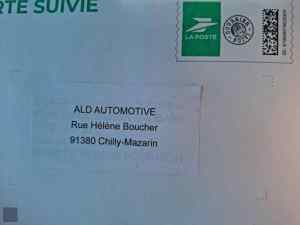 RTE SUIVIE
LA POSTE
ALD AUTOMOTIVE
Rue Hélène Boucher
91380 Chilly-Mazarin